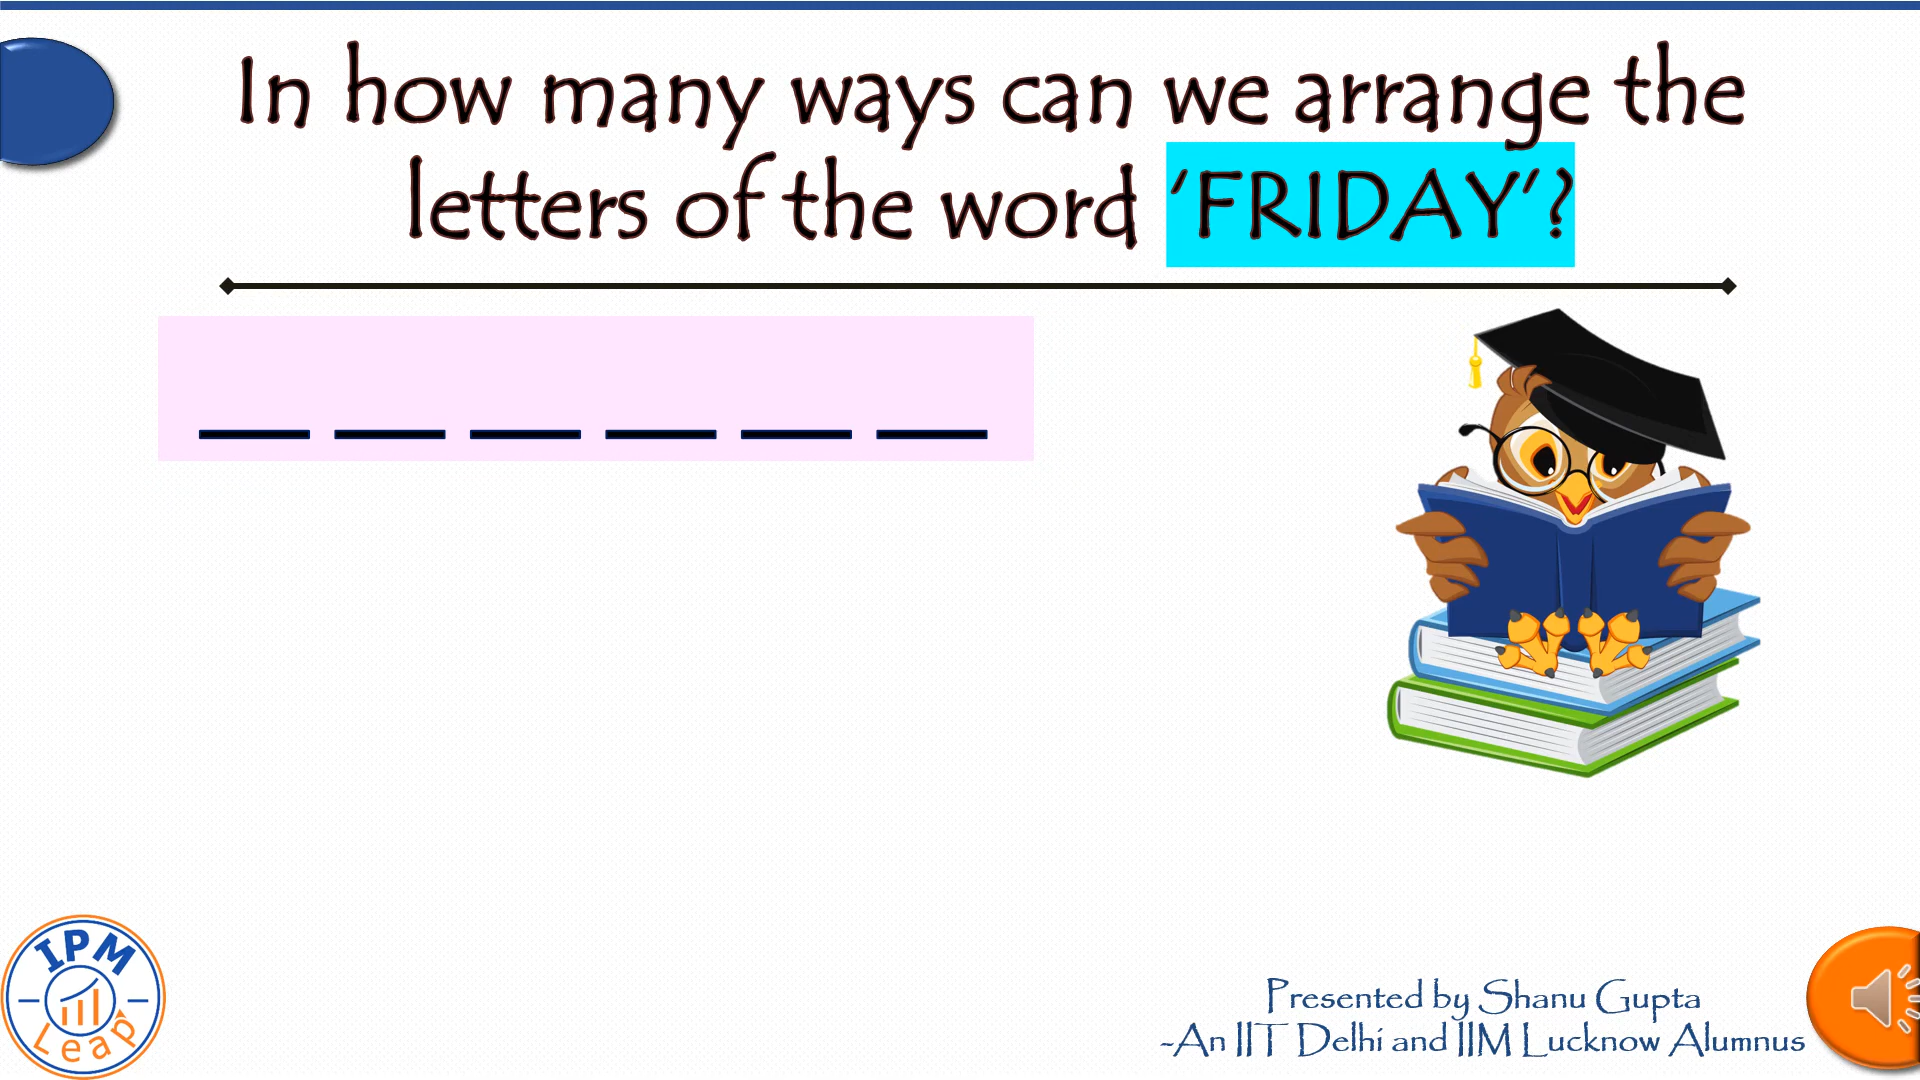 In how many ways can we arrange the
letters of the word ‘FRIDAY’?
IPM
Leap
Presented by Shanu Gupta
-An IIT Delhi and IIM Lucknow Alumnus